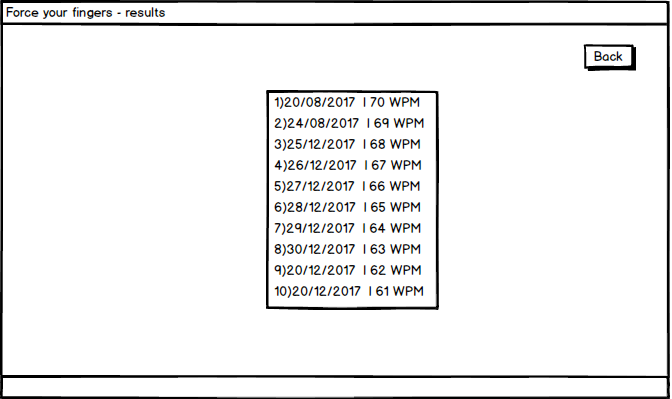 Force your fingers - results
Back
1)20/08/2017 | 70 WPM
2)24/08/2017 | 69 WPM
3)25/12/2017 | 68 WPM
4)26/12/2017 | 67 WPM
5)27/12/2017 | 66 WPM
6)28/12/2017 | 65 WPM
7)29/12/2017 | 64 WPM
8)30/12/2017 | 63 WPM
9)20/12/2017 | 62 WPM
10)20/12/2017 | 61 WPM